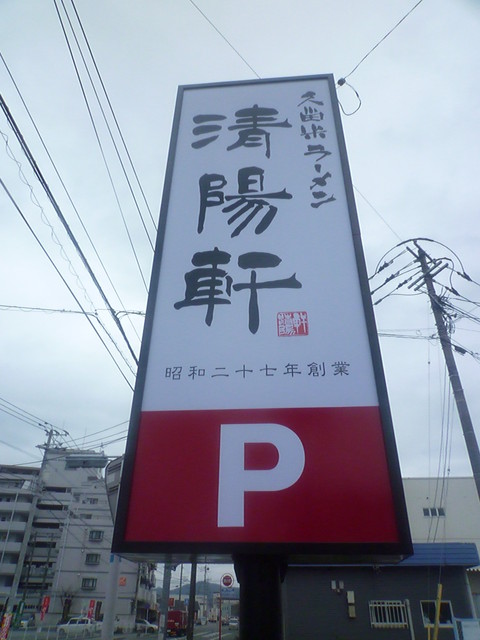 久留米ラーメン
清陽軒
昭和二十七年創業
P